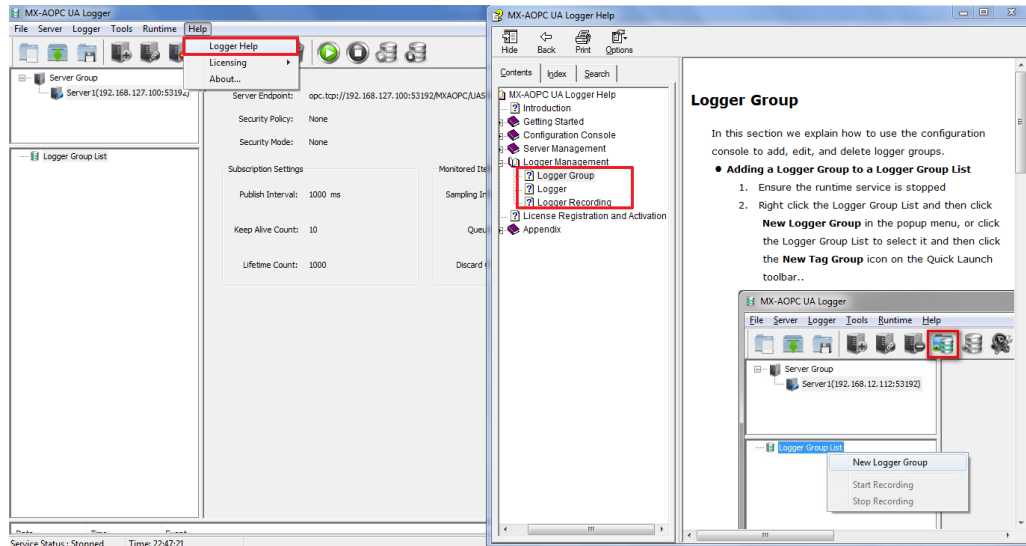 MX-AOPC UA Logger
File Server Logger Tools Runtime Help
Logger Help
Licensing
About...
Server Group
Server1(192.168.127.100:53192)
Logger Group List
Server Endpoint: opc.tcp://192.168.127.100:53192/MXAOPC/UAS
Security Policy: None
Security Mode: None
Subscription Settings
Publish Interval: 1000 ms
Keep Alive Count: 10
Lifetime Count: 1000
Monitored Ite
Sampling In
Queu
Discard
Date Time Event
Service Status : Stopped Time: 22:47:21
MX-AOPC UA Logger Help
Hide Back Print Options
Contents Index Search
MX-AOPC UA Logger Help
Introduction
Getting Started
Configuration Console
Server Management
Logger Management
Logger Group
Logger
Logger Recording
License Registration and Activation
Appendix
Logger Group
In this section we explain how to use the configuration
console to add, edit, and delete logger groups.
● Adding a Logger Group to a Logger Group List
1. Ensure the runtime service is stopped
2. Right click the Logger Group List and then click
New Logger Group in the popup menu, or click
the Logger Group List to select it and then click
the New Tag Group icon on the Quick Launch
toolbar..
MX-AOPC UA Logger
File Server Logger Tools Runtime Help
Server Group
Server1(192.168.12.112:53192)
Logger Group List
New Logger Group
Start Recording
Stop Recording